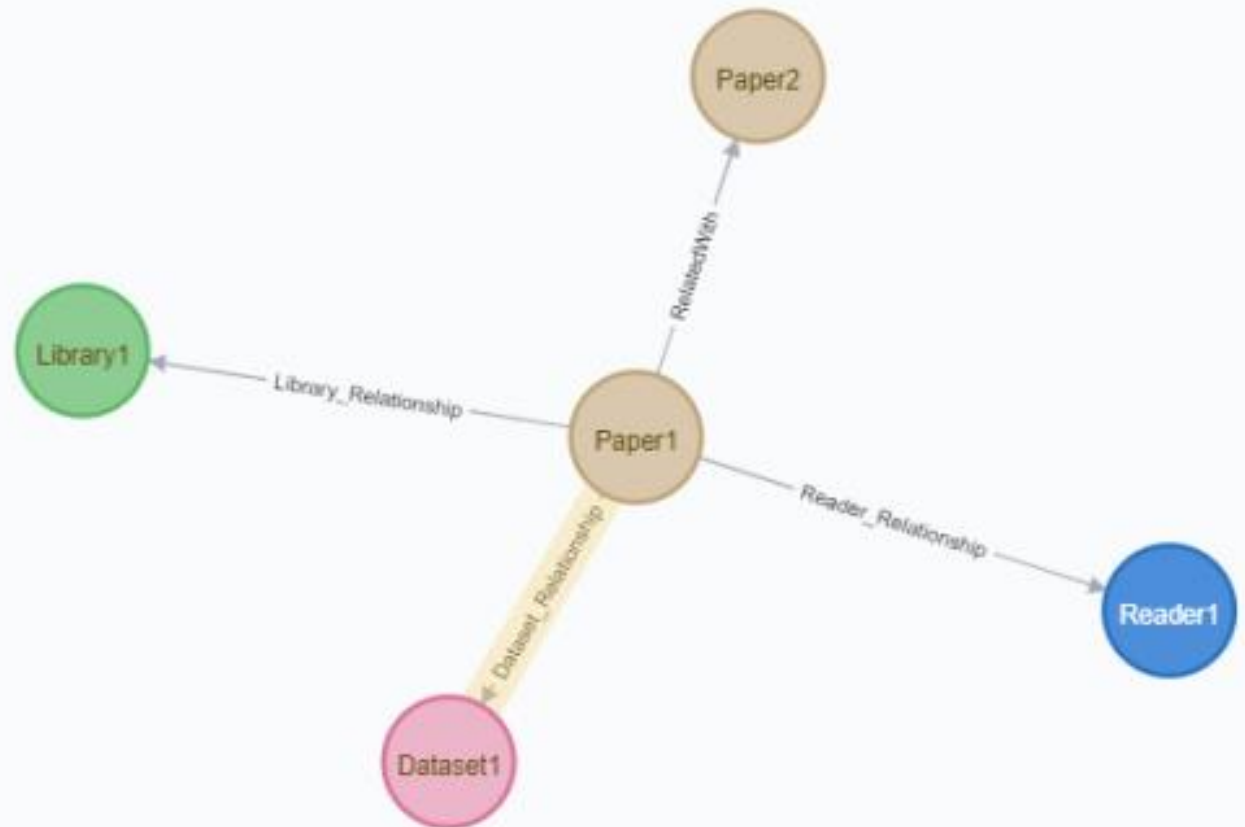 Paper2
RelatedWith
Library1
Library_Relationship
Paper1
Reader_Relationship
Dataset_Relationship
Reader1
Dataset1